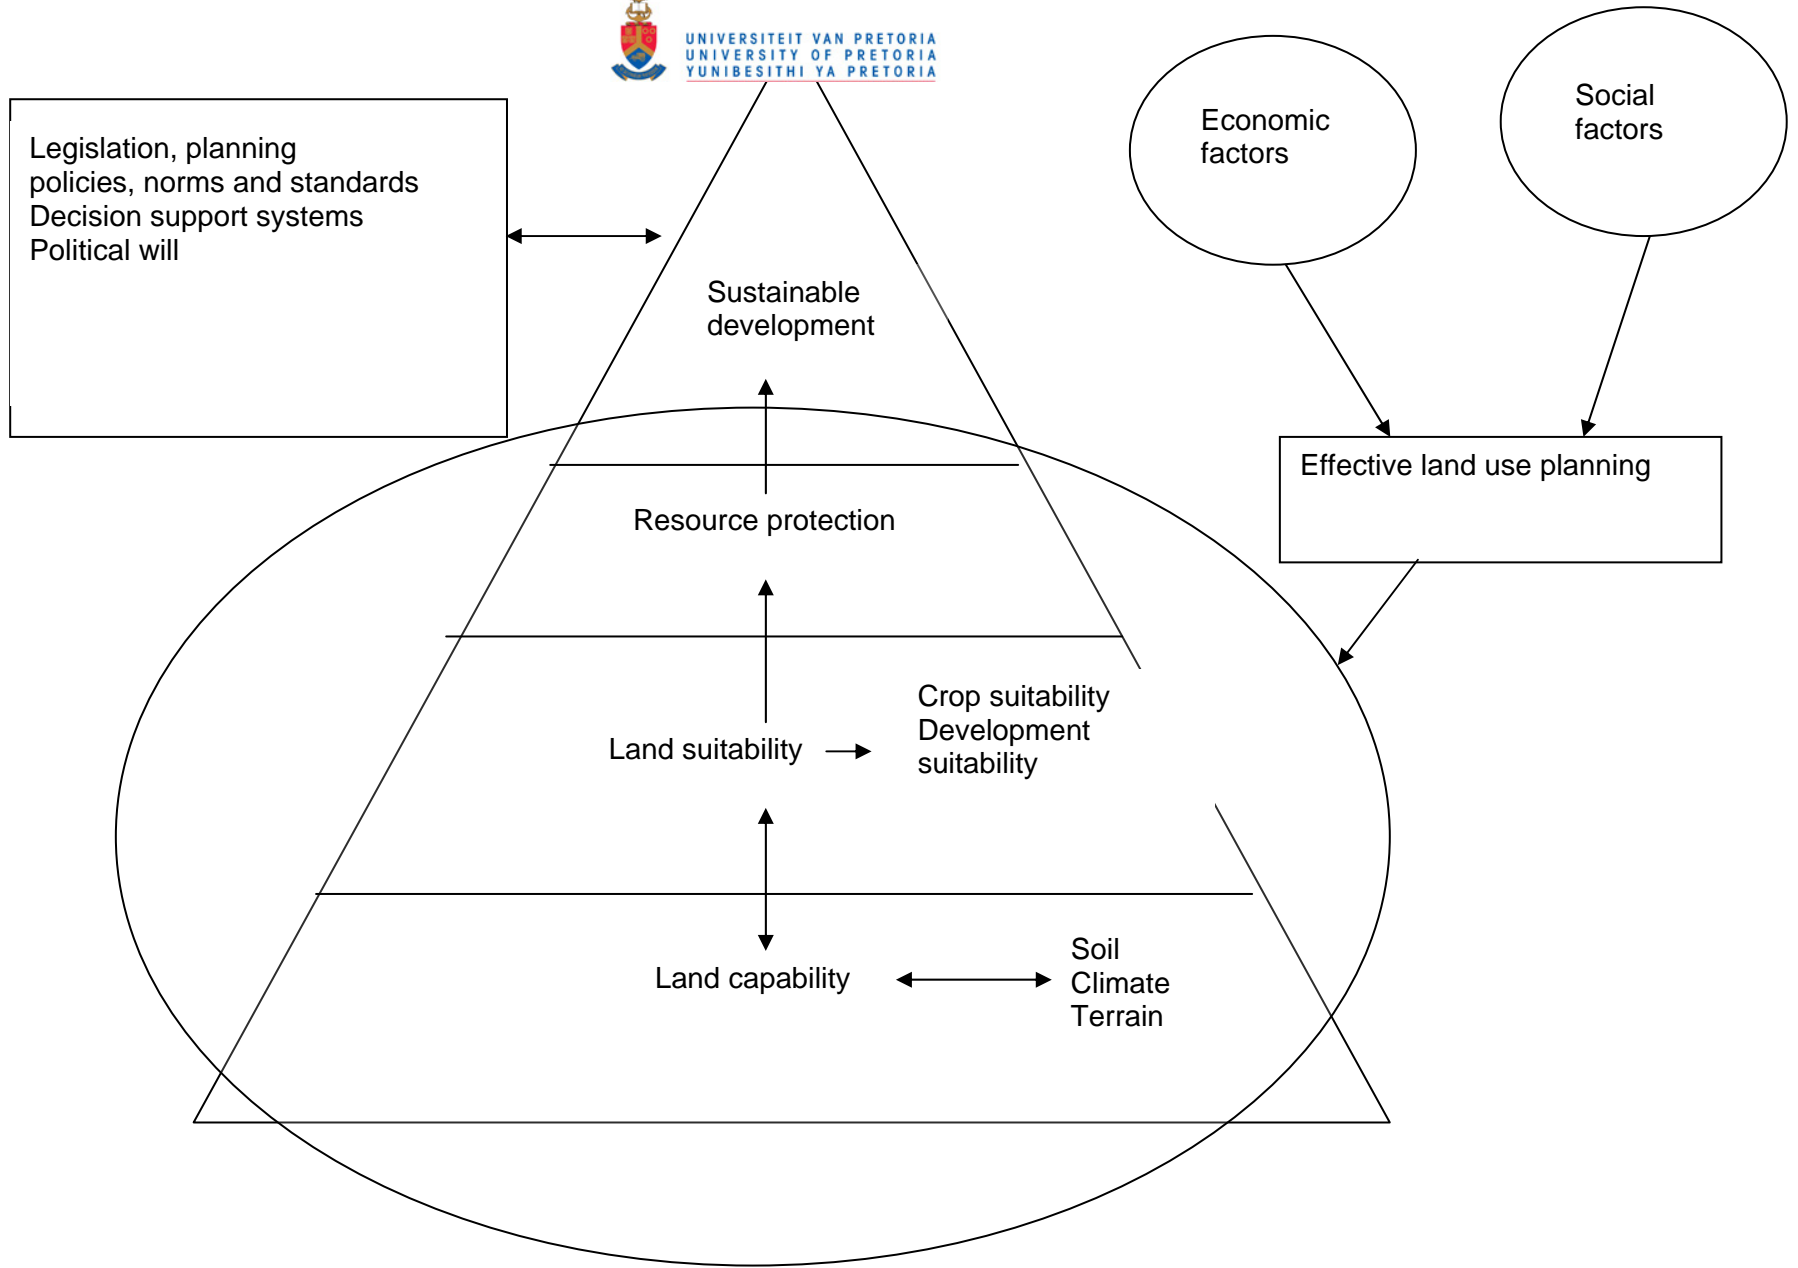 UNIVERSITEIT VAN PRETORIA
UNIVERSITY OF PRETORIA
YUNIBESITHI YA PRETORIA
Legislation, planning
policies, norms and standards
Decision support systems
Political will
Economic
factors
Social
factors
Sustainable
development
Effective land use planning
Resource protection
Land suitability
Crop suitability
Development
suitability
Land capability
Soil
Climate
Terrain